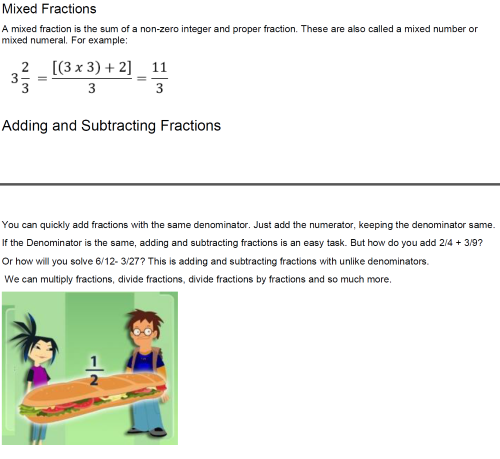 Mixed Fractions
A mixed fraction is the sum of a non-zero integer and proper fraction. These are also called a mixed number or
mixed numeral. For example:
3 2/3 = [(3 x 3) + 2]/3 = 11/3
Adding and Subtracting Fractions
You can quickly add fractions with the same denominator. Just add the numerator, keeping the denominator same.
If the Denominator is the same, adding and subtracting fractions is an easy task. But how do you add 2/4 + 3/9?
Or how will you solve 6/12- 3/27? This is adding and subtracting fractions with unlike denominators.
We can multiply fractions, divide fractions, divide fractions by fractions and so much more.
1/2